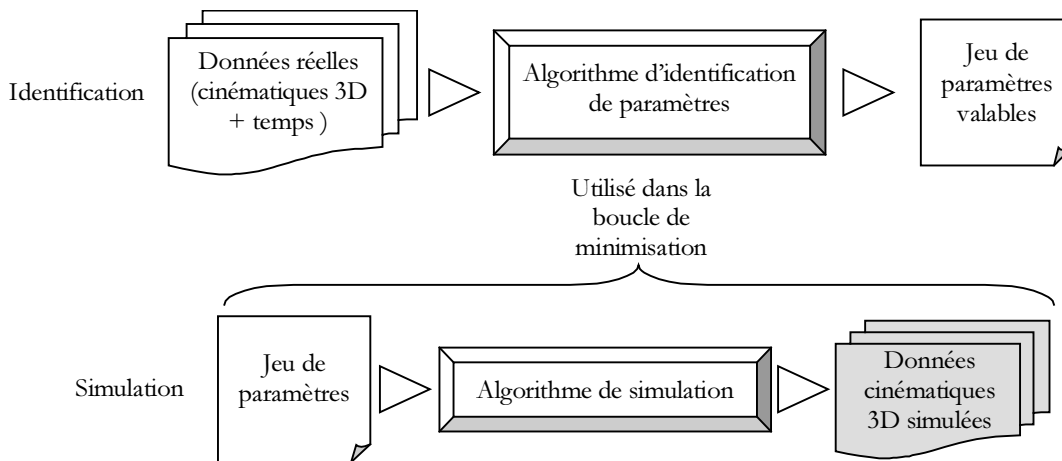 Identification
Données réelles
(cinématiques 3D
+ temps )
Algorithme d’identification
de paramètres
Jeu de
paramètres
valables
Utilisé dans la
boucle de
minimisation
Simulation
Jeu de
paramètres
Algorithme de simulation
Données
cinématiques
3D simulées